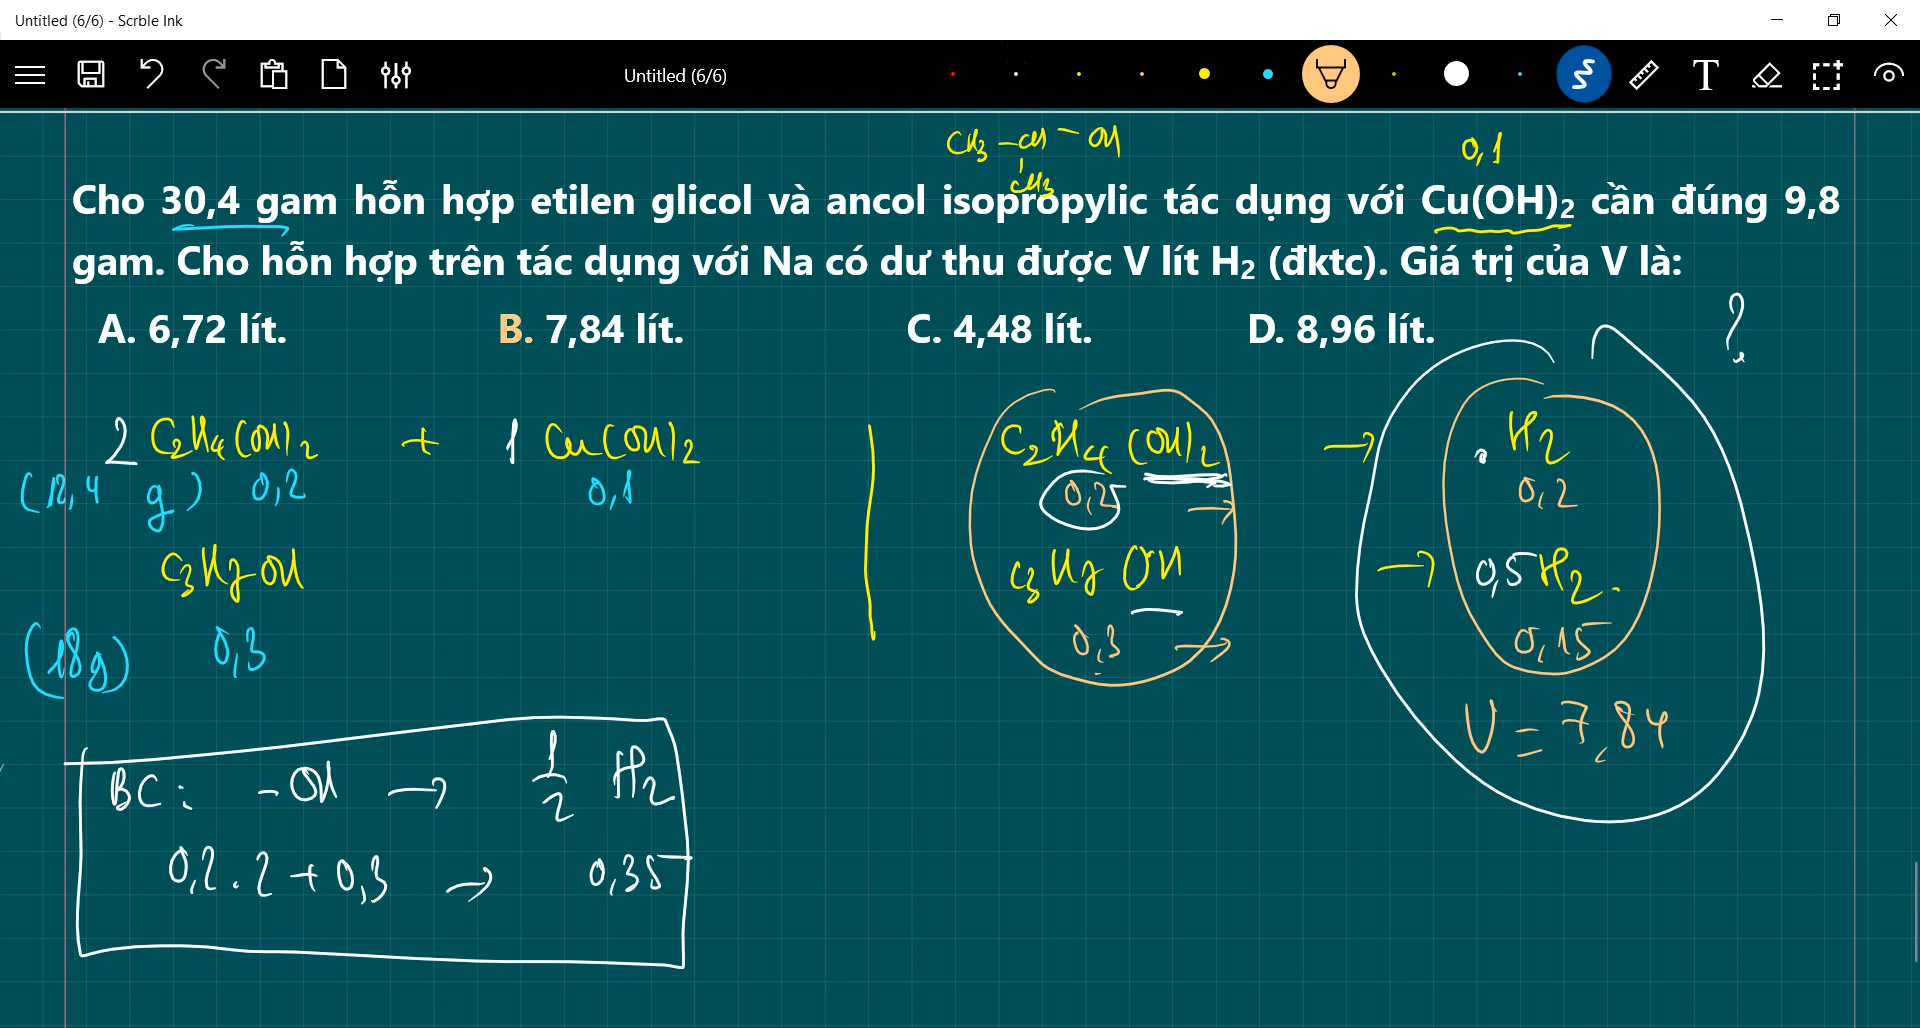 Untitled (6/6) - Scrble Ink
Untitled (6/6)
T
CH3 - CH - OH
CH3
0,1
Cho 30,4 gam hỗn hợp etilen glicol và ancol isopropylic tác dụng với Cu(OH)₂ cần đúng 9,8
gam. Cho hỗn hợp trên tác dụng với Na có dư thu được V lít H₂ (đktc). Giá trị của V là:
A. 6,72 lít. B. 7,84 lít. C. 4,48 lít. D. 8,96 lít.
?
2 C₂H₄(OH)₂ + 1 Cu(OH)₂
(12,4 g) 0,2 0,1
C₃H₇OH
(18g) 0,3
C₂H₄(OH)₂ → H₂
0,2 → 0,2
C₃H₇OH → 0,5H₂
0,3 → 0,15
V = 7,84
BC: -OH → 1/2 H₂
0,2.2 + 0,3 → 0,35